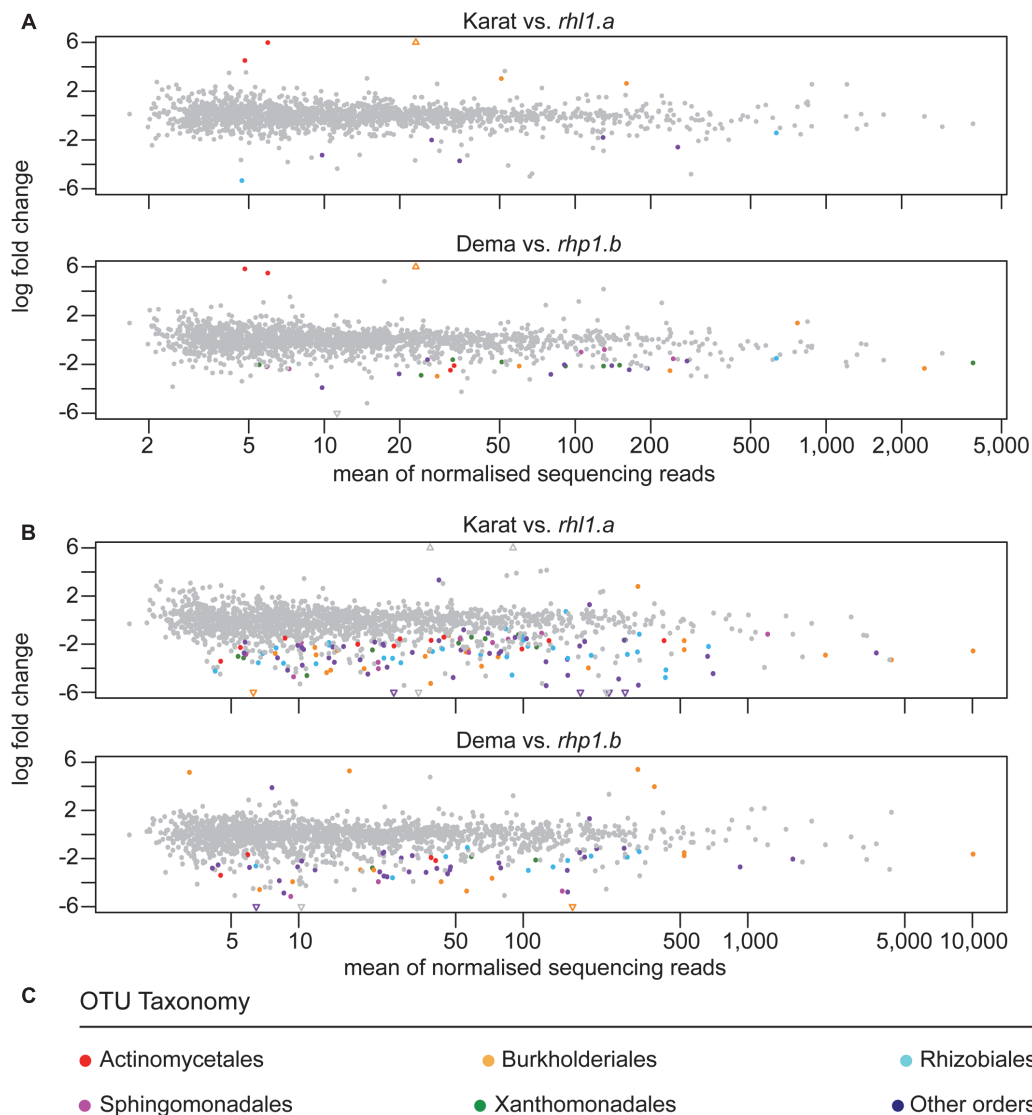 A
Karat vs. rhl1.a
6
2
-2
-6
log fold change
Dema vs. rhp1.b
6
2
-2
-6
2 5 10 20 50 100 200 500 1,000 2,000 5,000
mean of normalised sequencing reads
B
Karat vs. rhl1.a
6
2
-2
-6
log fold change
Dema vs. rhp1.b
6
2
-2
-6
5 10 50 100 500 1,000 5,000 10,000
mean of normalised sequencing reads
C
OTU Taxonomy
Actinomycetales Burkholderiales Rhizobiales
Sphingomonadales Xanthomonadales Other orders